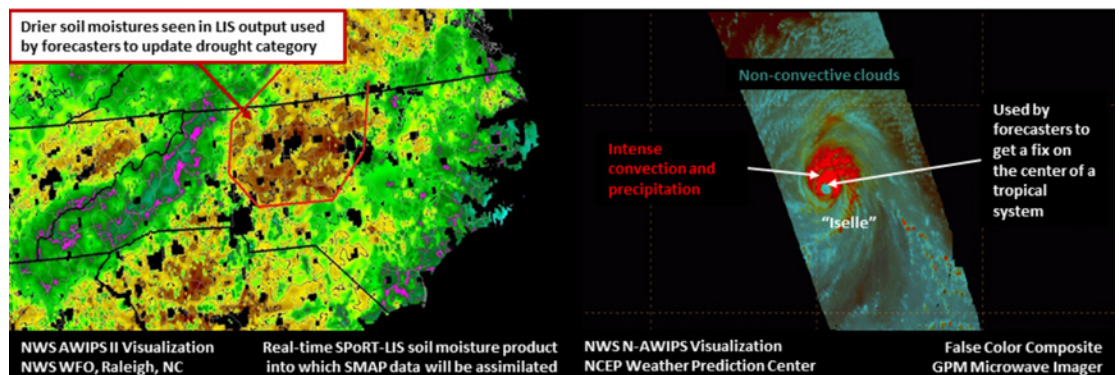 Drier soil moistures seen in LIS output used
by forecasters to update drought category
Non-convective clouds
Intense
convection and
precipitation
Used by
forecasters to
get a fix on
the center of a
tropical
system
“Iselle”
NWS AWIPS II Visualization
NWS WFO, Raleigh, NC
Real-time SPoRT-LIS soil moisture product
into which SMAP data will be assimilated
NWS N-AWIPS Visualization
NCEP Weather Prediction Center
False Color Composite
GPM Microwave Imager